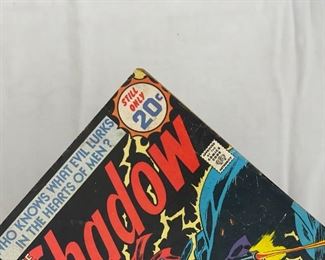 WHO KNOWS WHAT EVIL LURKS
IN THE HEARTS OF MEN?
STILL ONLY
20¢
Shadow